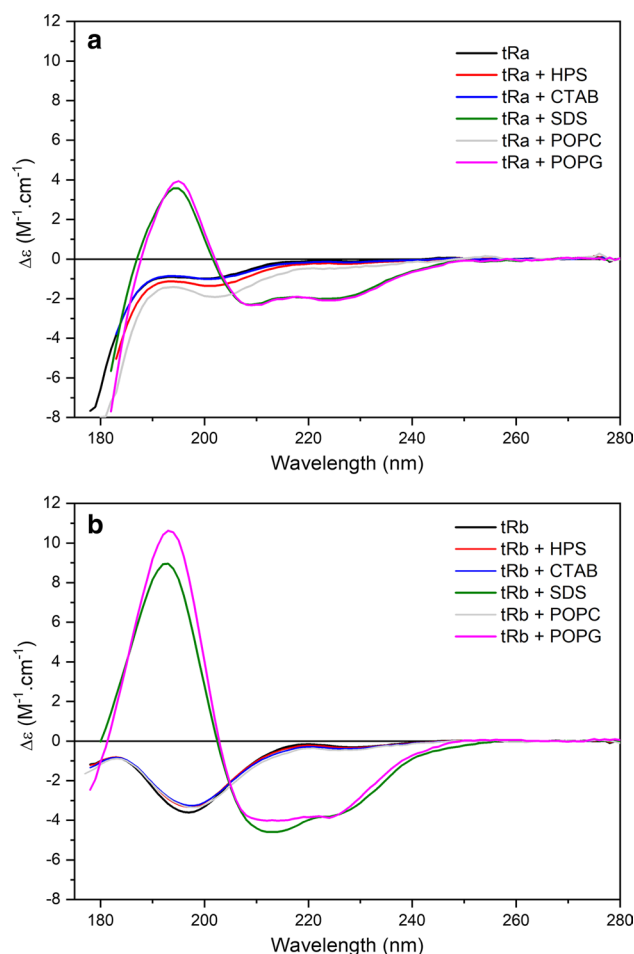 a
12
10
8
6
4
2
0
-2
-4
-6
-8
Δε (M⁻¹.cm⁻¹)
tRa
tRa + HPS
tRa + CTAB
tRa + SDS
tRa + POPC
tRa + POPG
180 200 220 240 260 280
Wavelength (nm)
b
12
10
8
6
4
2
0
-2
-4
-6
-8
Δε (M⁻¹.cm⁻¹)
tRb
tRb + HPS
tRb + CTAB
tRb + SDS
tRb + POPC
tRb + POPG
180 200 220 240 260 280
Wavelength (nm)